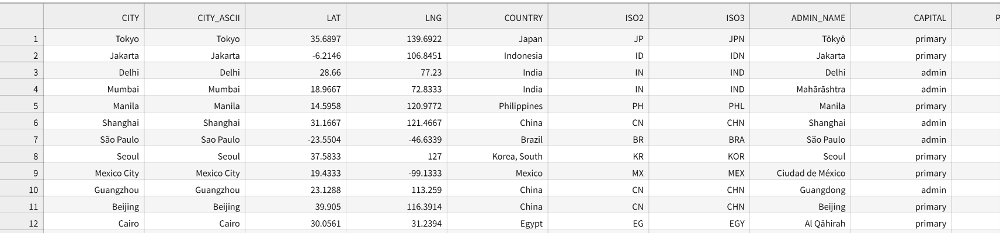 CITY CITY_ASCII LAT LNG COUNTRY ISO2 ISO3 ADMIN_NAME CAPITAL
1 Tokyo Tokyo 35.6897 139.6922 Japan JP JPN Tōkyō primary
2 Jakarta Jakarta -6.2146 106.8451 Indonesia ID IDN Jakarta primary
3 Delhi Delhi 28.66 77.23 India IN IND Delhi admin
4 Mumbai Mumbai 18.9667 72.8333 India IN IND Mahārāshtra admin
5 Manila Manila 14.5958 120.9772 Philippines PH PHL Manila primary
6 Shanghai Shanghai 31.1667 121.4667 China CN CHN Shanghai admin
7 São Paulo Sao Paulo -23.5504 -46.6339 Brazil BR BRA São Paulo admin
8 Seoul Seoul 37.5833 127 Korea, South KR KOR Seoul primary
9 Mexico City Mexico City 19.4333 -99.1333 Mexico MX MEX Ciudad de México primary
10 Guangzhou Guangzhou 23.1288 113.259 China CN CHN Guangdong admin
11 Beijing Beijing 39.905 116.3914 China CN CHN Beijing primary
12 Cairo Cairo 30.0561 31.2394 Egypt EG EGY Al Qāhirah primary